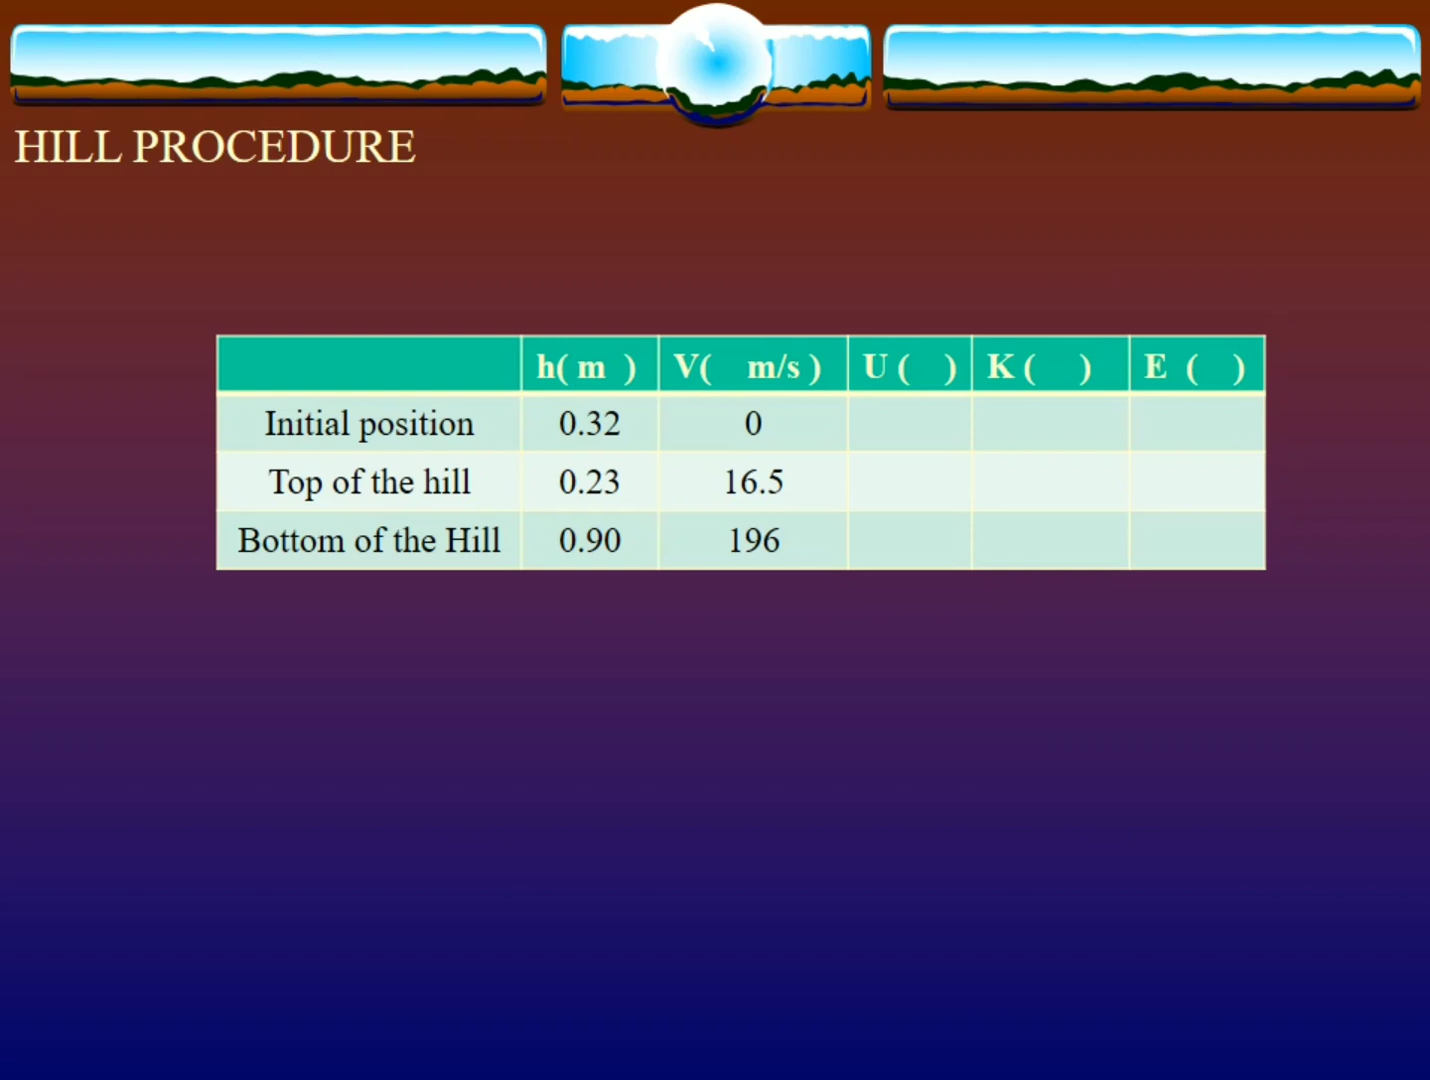 HILL PROCEDURE
h( m ) V( m/s ) U ( ) K ( ) E ( )
Initial position 0.32 0
Top of the hill 0.23 16.5
Bottom of the Hill 0.90 196